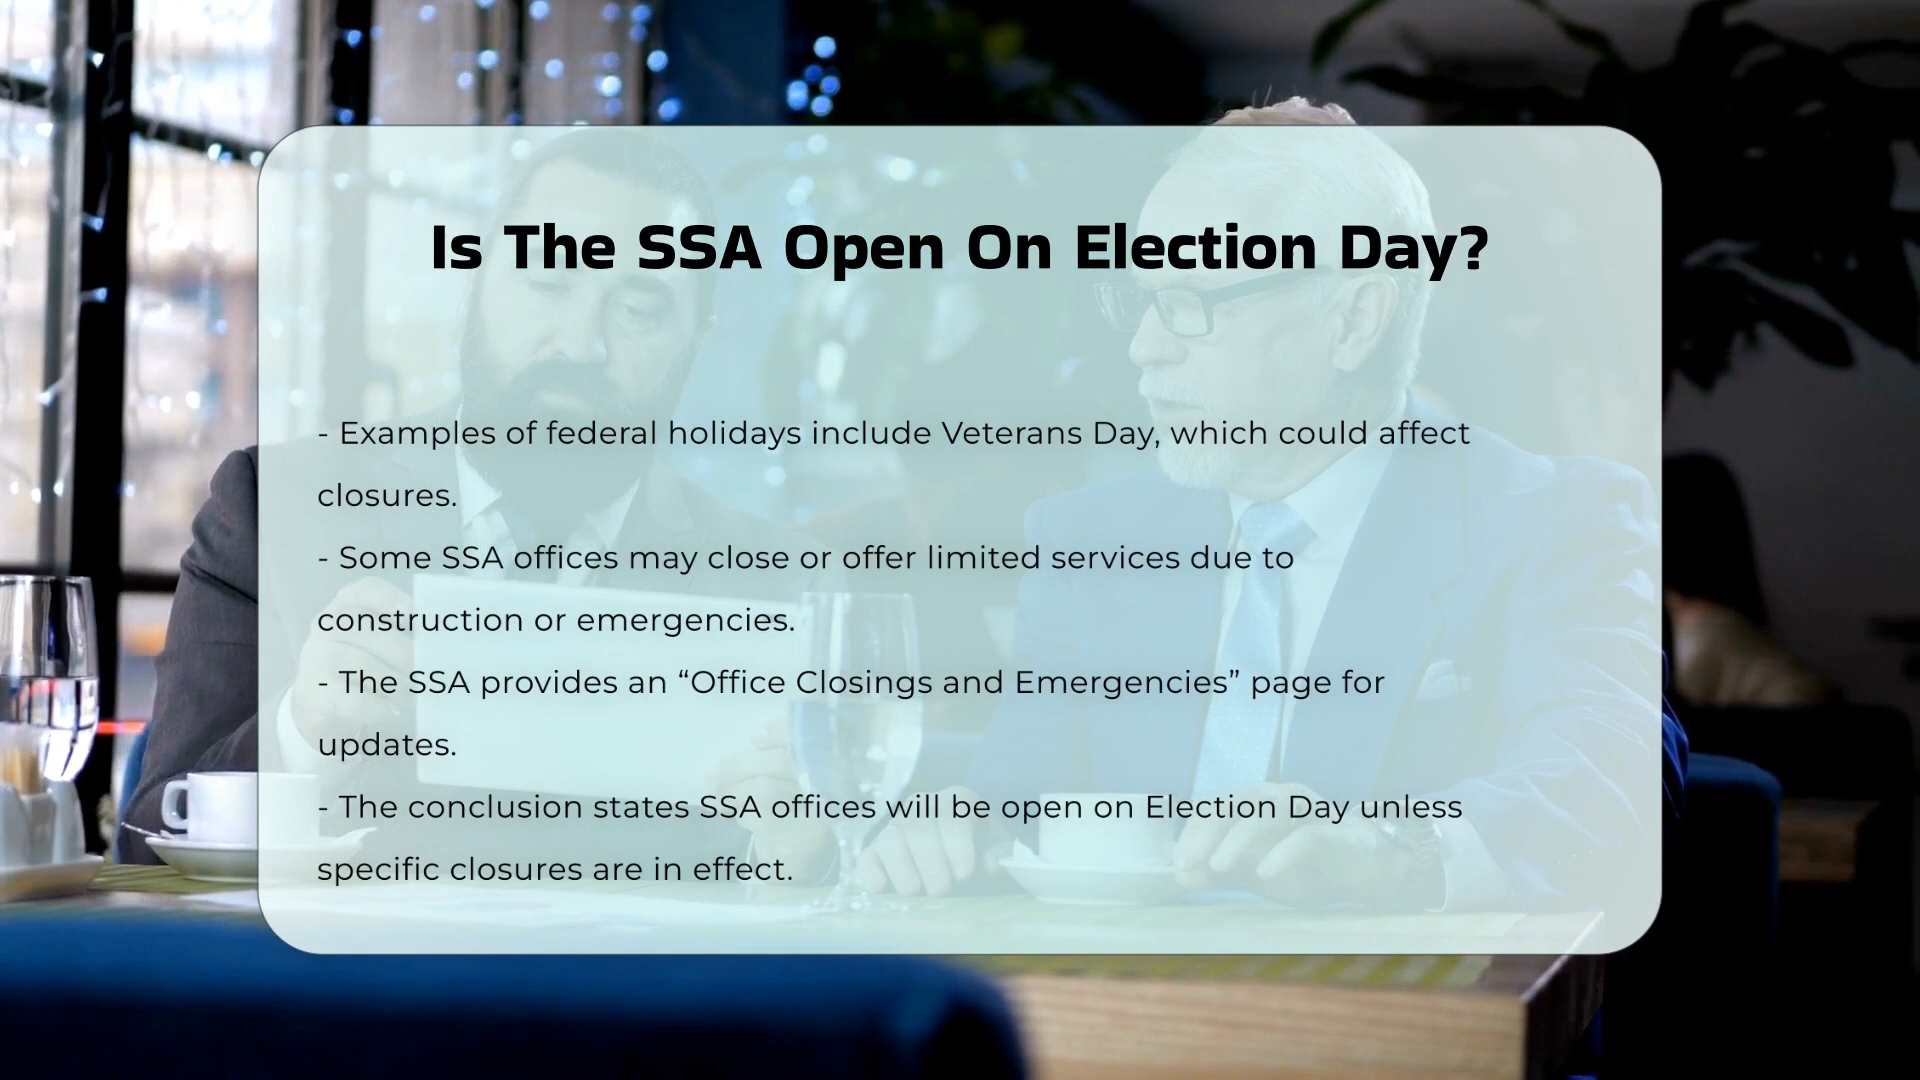 Is The SSA Open On Election Day?
- Examples of federal holidays include Veterans Day, which could affect
closures.
- Some SSA offices may close or offer limited services due to
construction or emergencies.
- The SSA provides an “Office Closings and Emergencies” page for
updates.
- The conclusion states SSA offices will be open on Election Day unless
specific closures are in effect.